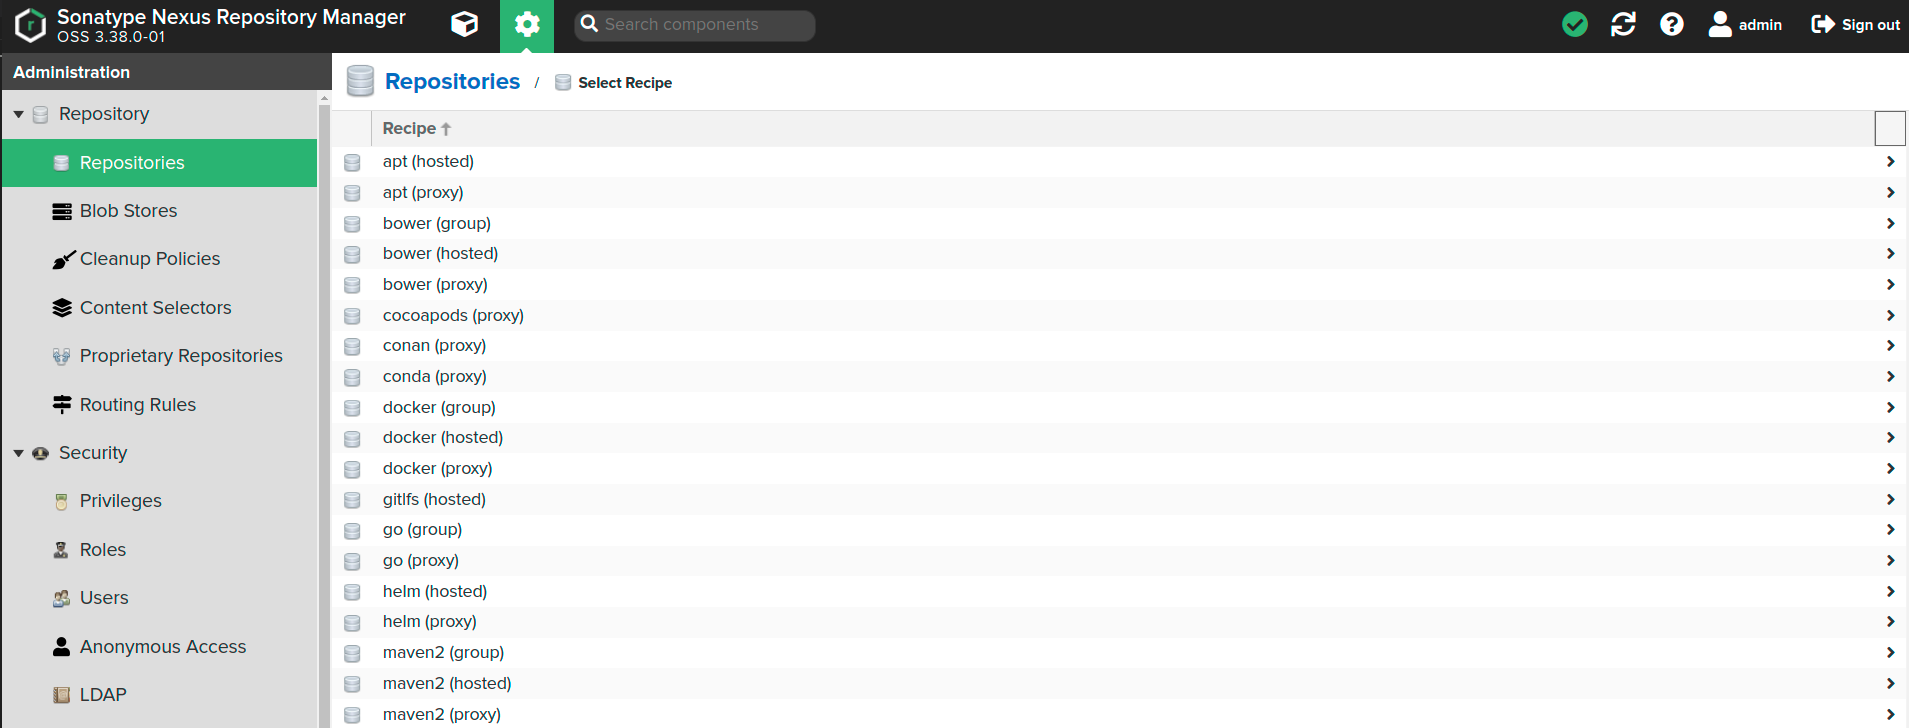 Sonatype Nexus Repository Manager
OSS 3.38.0-01
Search components
admin
Sign out
Administration
Repository
Repositories
Blob Stores
Cleanup Policies
Content Selectors
Proprietary Repositories
Routing Rules
Security
Privileges
Roles
Users
Anonymous Access
LDAP
Repositories / Select Recipe
Recipe
apt (hosted)
apt (proxy)
bower (group)
bower (hosted)
bower (proxy)
cocoapods (proxy)
conan (proxy)
conda (proxy)
docker (group)
docker (hosted)
docker (proxy)
gitlfs (hosted)
go (group)
go (proxy)
helm (hosted)
helm (proxy)
maven2 (group)
maven2 (hosted)
maven2 (proxy)